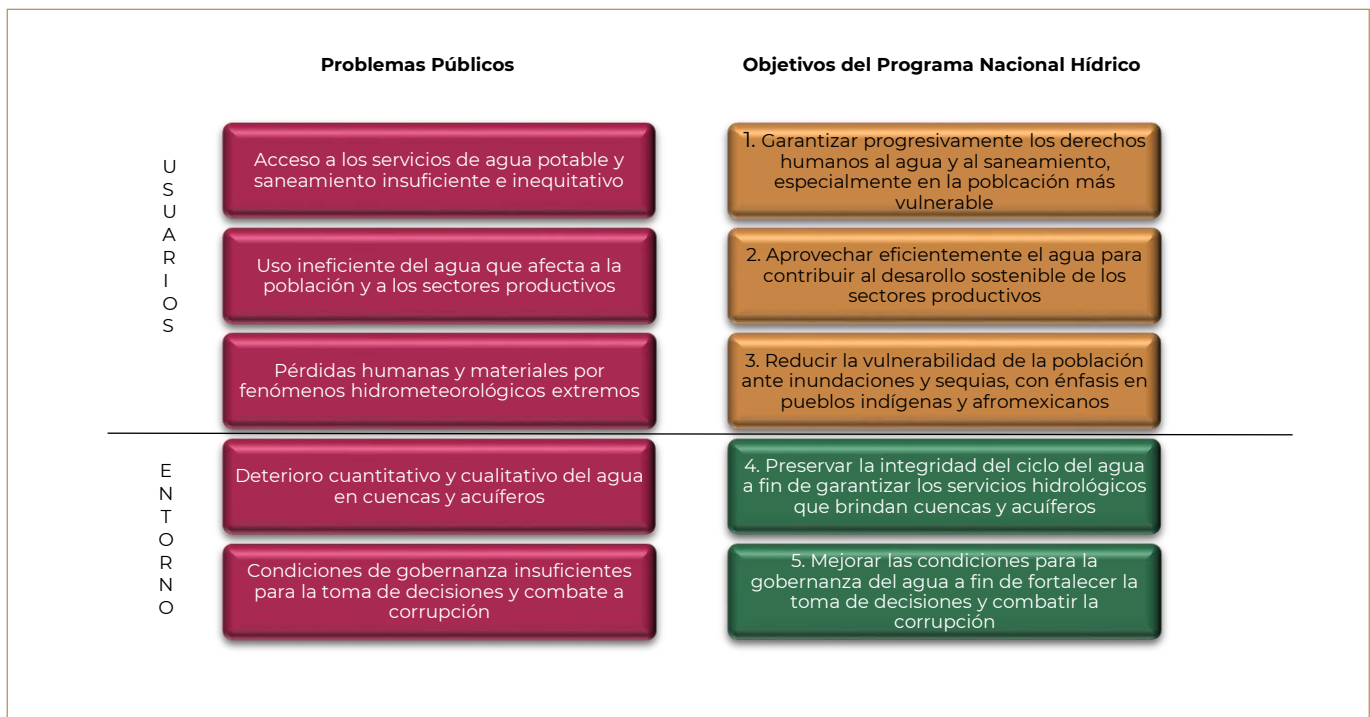 Problemas Públicos
Objetivos del Programa Nacional Hídrico
USUARIOS
Acceso a los servicios de agua potable y
saneamiento insuficiente e inequitativo
1. Garantizar progresivamente los derechos
humanos al agua y al saneamiento,
especialmente en la poblcación más
vulnerable
Uso ineficiente del agua que afecta a la
población y a los sectores productivos
2. Aprovechar eficientemente el agua para
contribuir al desarollo sostenible de los
sectores productivos
Pérdidas humanas y materiales por
fenómenos hidrometeorológicos extremos
3. Reducir la vulnerabilidad de la población
ante inundaciones y sequias, con énfasis en
pueblos indígenas y afromexicanos
ENTORNO
Deterioro cuantitativo y cualitativo del agua
en cuencas y acuíferos
4. Preservar la integridad del ciclo del agua
a fin de garantizar los servicios hidrológicos
que brindan cuencas y acuíferos
Condiciones de gobernanza insuficientes
para la toma de decisiones y combate a
corrupción
5. Mejorar las condiciones para la
gobernanza del agua a fin de fortalecer la
toma de decisiones y combatir la
corrupción